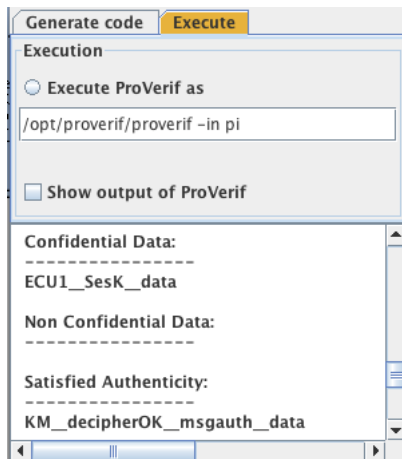 Generate code Execute
Execution
Execute ProVerif as
/opt/proverif/proverif -in pi
Show output of ProVerif
Confidential Data:
----------------
ECU1__SesK__data
Non Confidential Data:
----------------
Satisfied Authenticity:
----------------
KM__decipherOK__msgauth__data